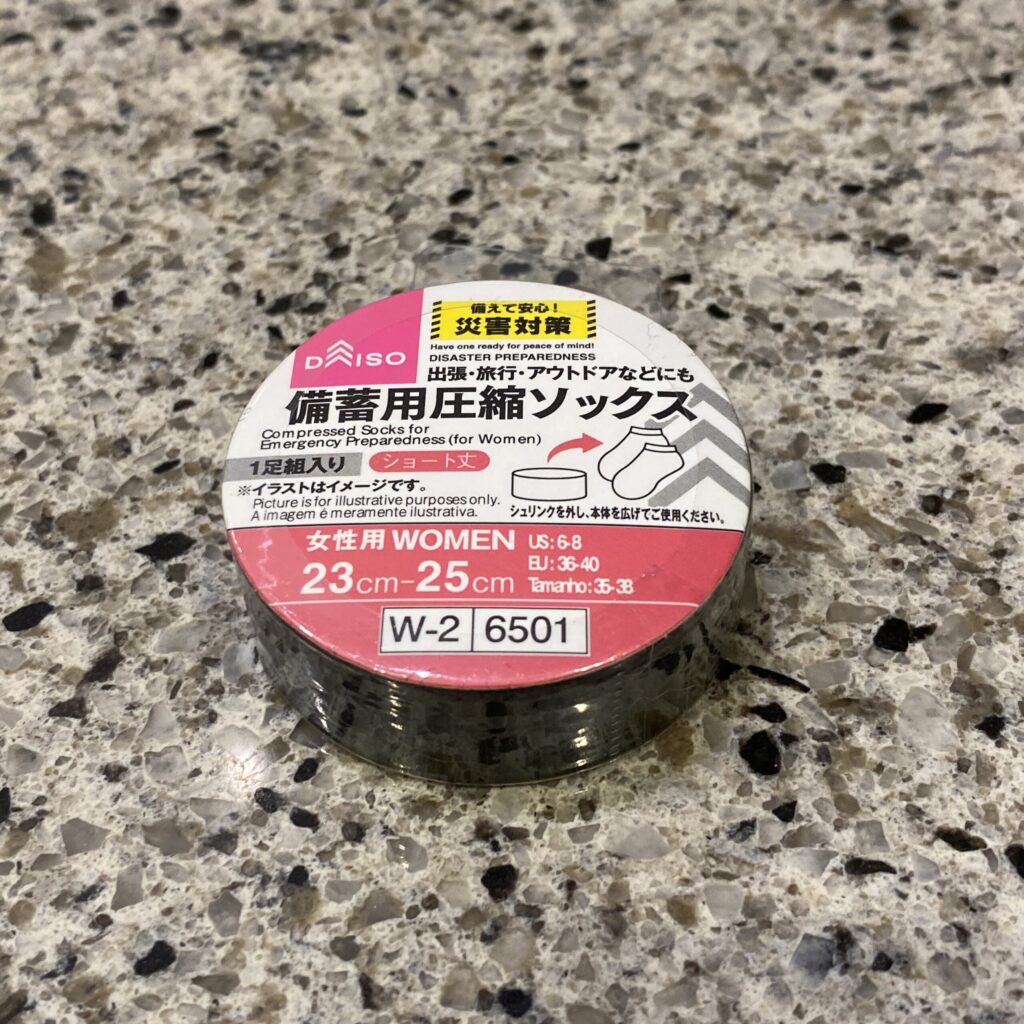 DAISO
備えて安心!
災害対策
Have one ready for peace of mind!
DISASTER PREPAREDNESS
出張・旅行・アウトドアなどにも
備蓄用圧縮ソックス
Compressed Socks for
Emergency Preparedness (for Women)
1足組入り ショート丈
※イラストはイメージです。
Picture is for illustrative purposes only.
A imagem é meramente ilustrativa.
シュリンクを外し、本体を広げてご使用ください。
女性用 WOMEN
23cm-25cm
US: 6-8
EU: 36-40
Tamanho: 35-38
W-2 6501